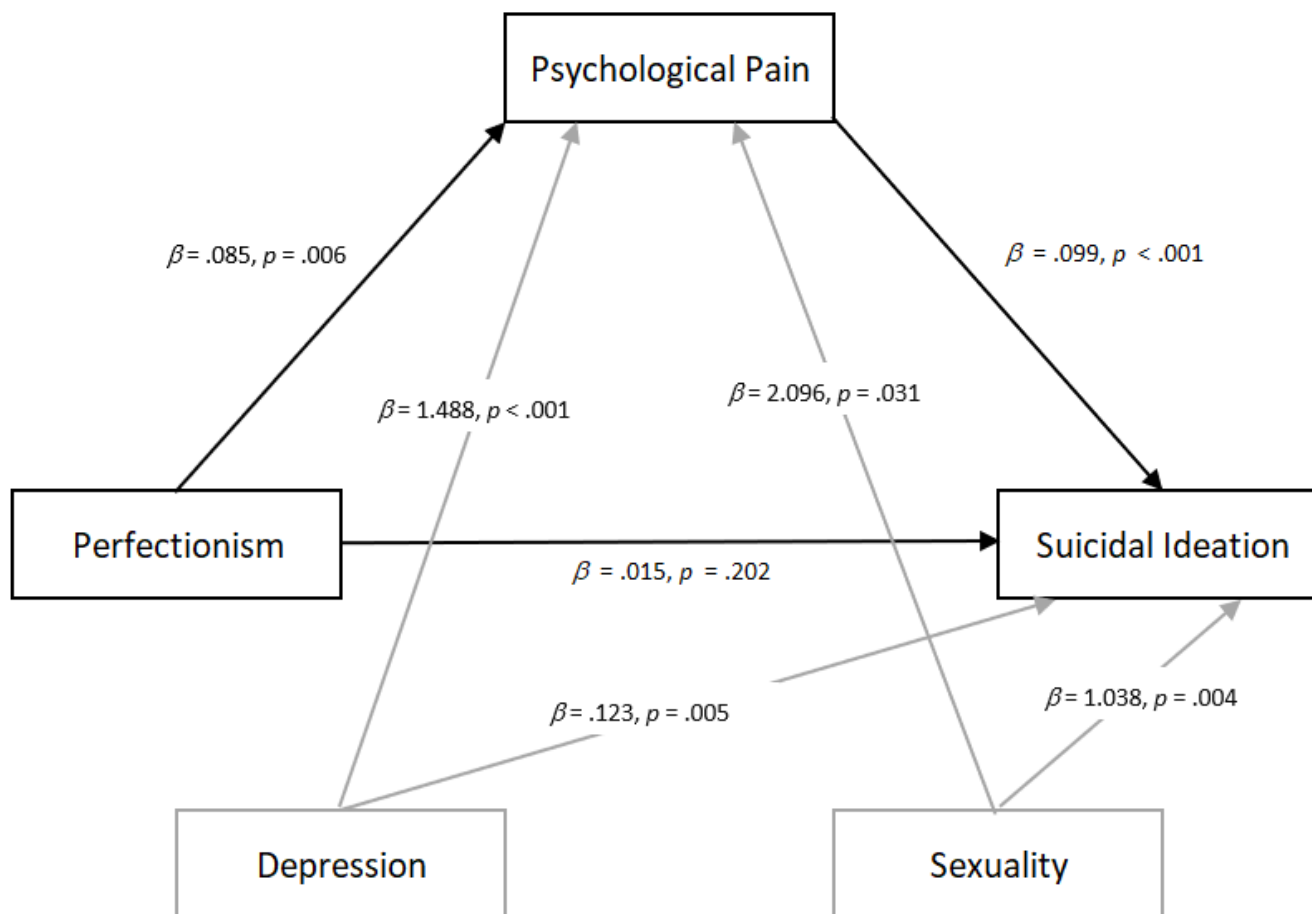 Psychological Pain
β = .085, p = .006
β = .099, p < .001
β = 1.488, p < .001
β = 2.096, p = .031
Perfectionism
Suicidal Ideation
β = .015, p = .202
β = .123, p = .005
β = 1.038, p = .004
Depression
Sexuality